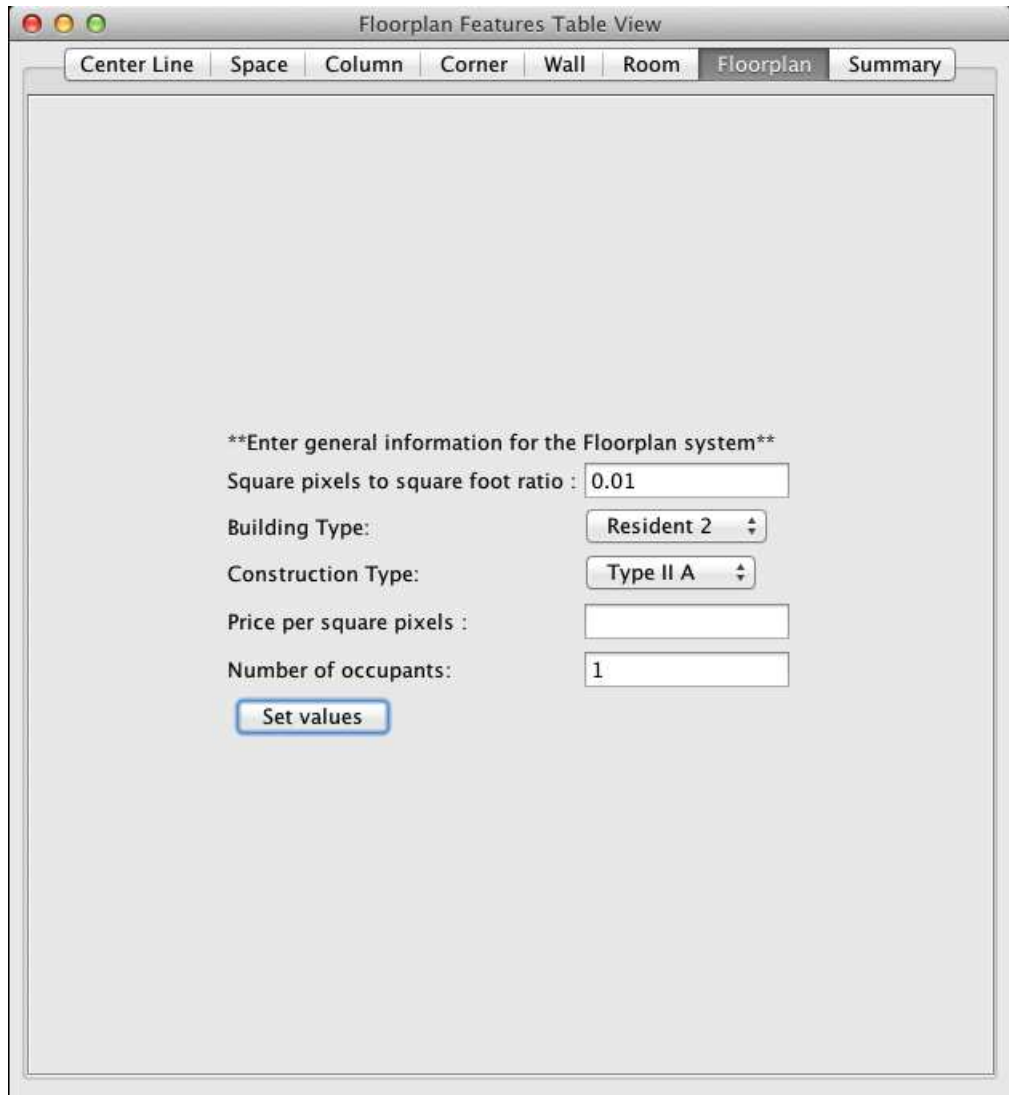 Floorplan Features Table View
Center Line Space Column Corner Wall Room Floorplan Summary
**Enter general information for the Floorplan system**
Square pixels to square foot ratio : 0.01
Building Type: Resident 2
Construction Type: Type II A
Price per square pixels :
Number of occupants: 1
Set values